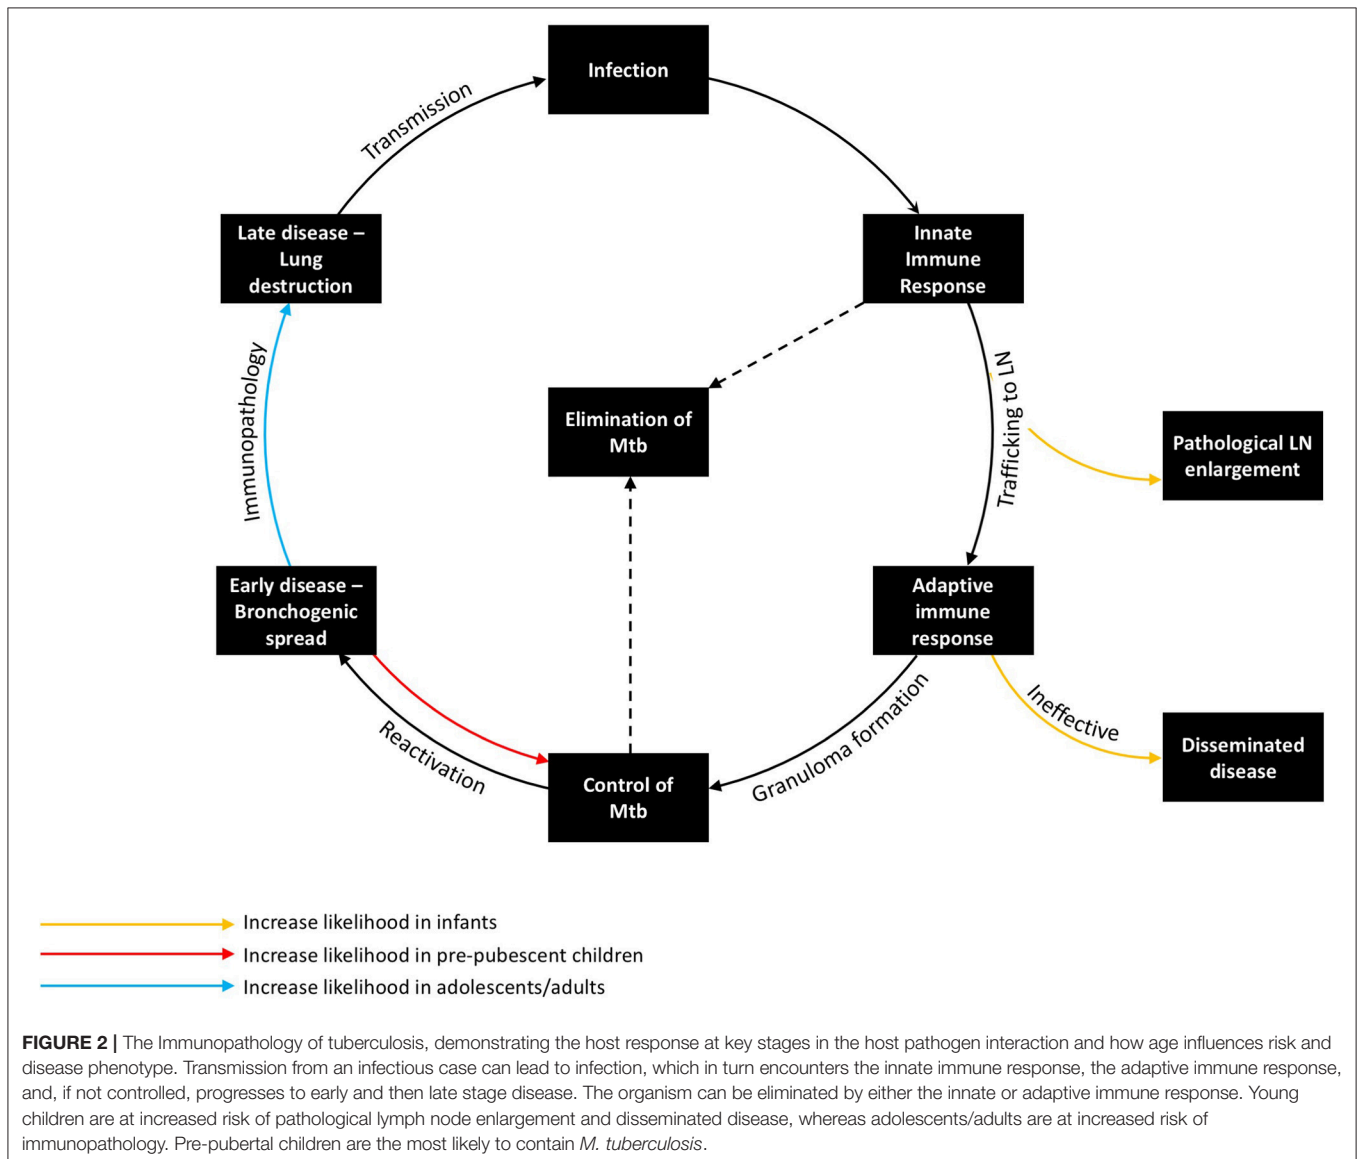 Infection
Transmission
Late disease –
Lung
destruction
Innate
Immune
Response
Immunopathology
Elimination of
Mtb
Trafficking to LN
Pathological LN
enlargement
Early disease –
Bronchogenic
spread
Adaptive
immune
response
Reactivation
Control of
Mtb
Granuloma formation
Ineffective
Disseminated
disease
Increase likelihood in infants
Increase likelihood in pre-pubescent children
Increase likelihood in adolescents/adults
FIGURE 2 | The Immunopathology of tuberculosis, demonstrating the host response at key stages in the host pathogen interaction and how age influences risk and
disease phenotype. Transmission from an infectious case can lead to infection, which in turn encounters the innate immune response, the adaptive immune response,
and, if not controlled, progresses to early and then late stage disease. The organism can be eliminated by either the innate or adaptive immune response. Young
children are at increased risk of pathological lymph node enlargement and disseminated disease, whereas adolescents/adults are at increased risk of
immunopathology. Pre-pubertal children are the most likely to contain M. tuberculosis.